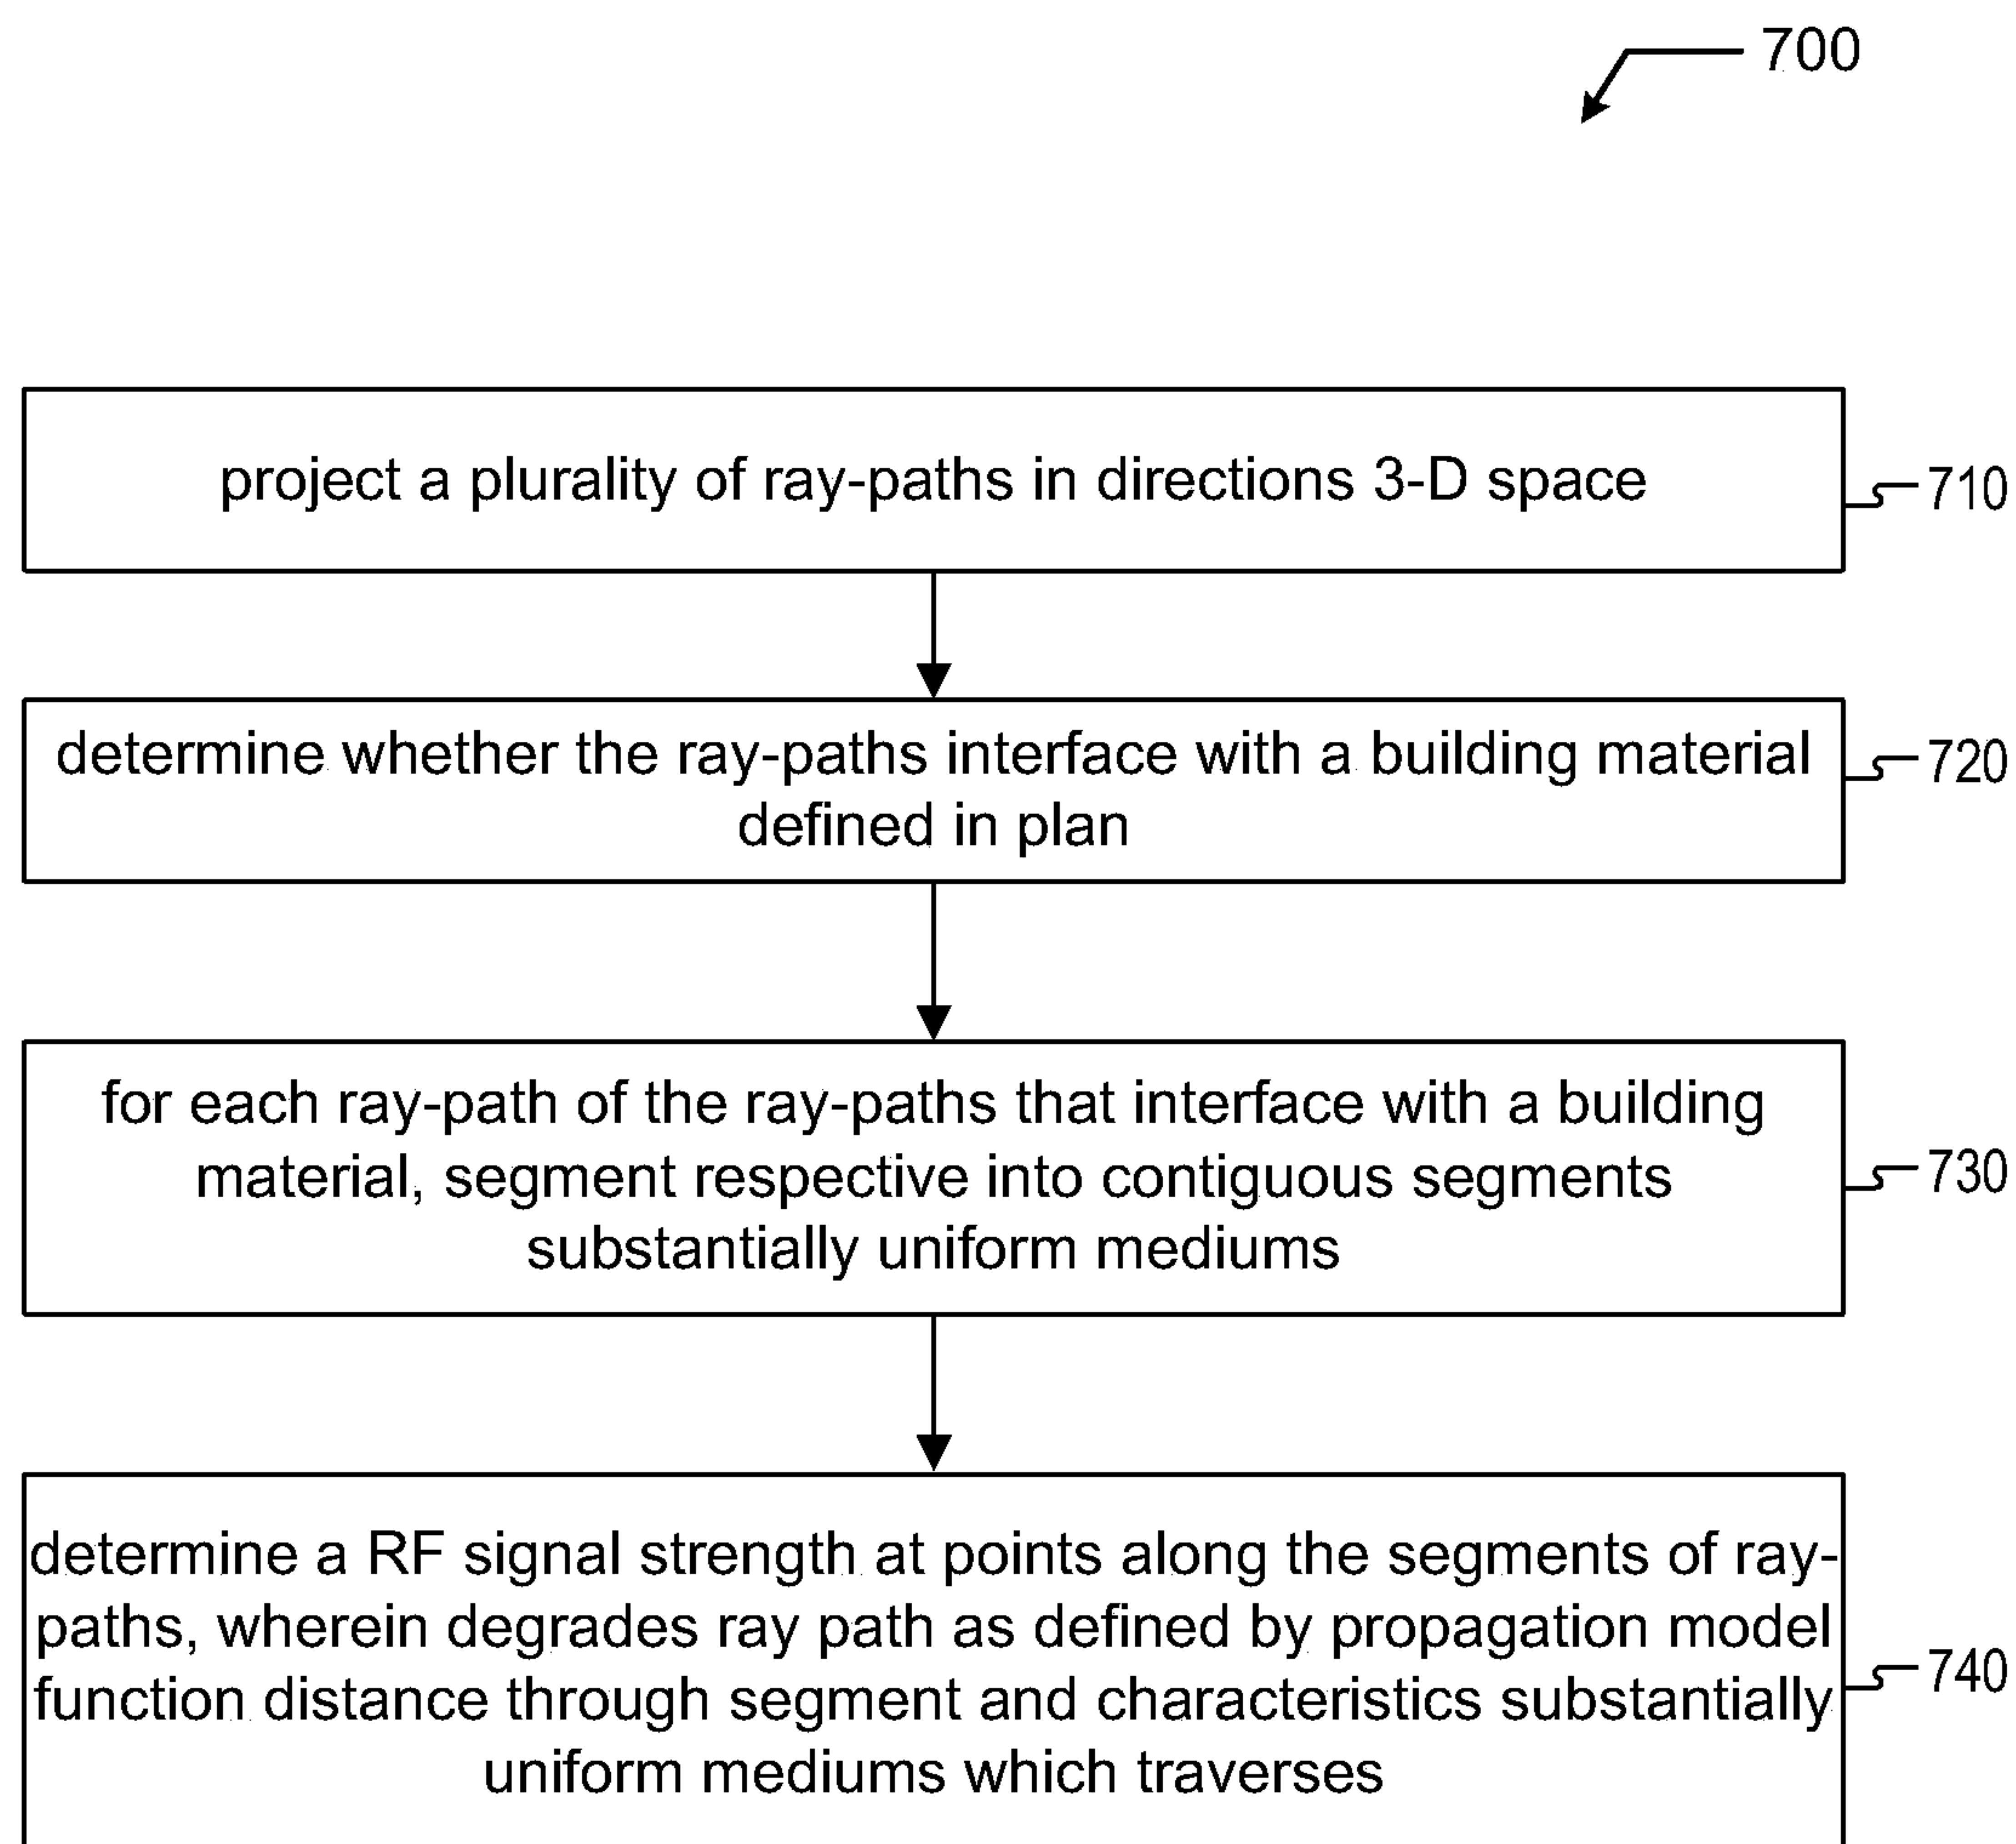 700
project a plurality of ray-paths in directions 3-D space
710
determine whether the ray-paths interface with a building material
defined in plan
720
for each ray-path of the ray-paths that interface with a building
material, segment respective into contiguous segments
substantially uniform mediums
730
determine a RF signal strength at points along the segments of ray-
paths, wherein degrades ray path as defined by propagation model
function distance through segment and characteristics substantially
uniform mediums which traverses
740